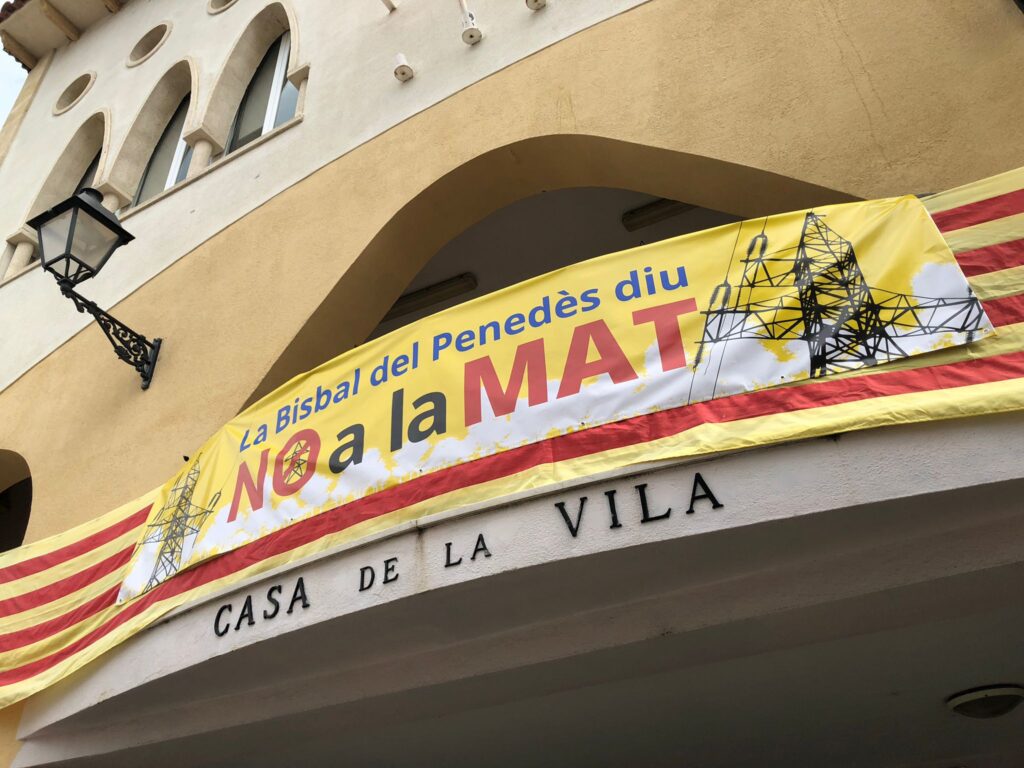 La Bisbal del Penedès diu
NO a la MAT
CASA DE LA VILA